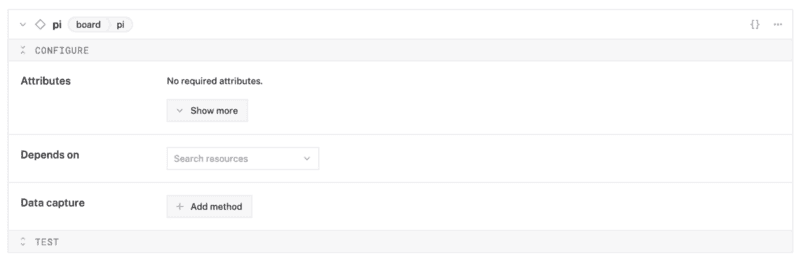 pi board pi {} ...
CONFIGURE
Attributes No required attributes.
Show more
Depends on Search resources
Data capture + Add method
TEST